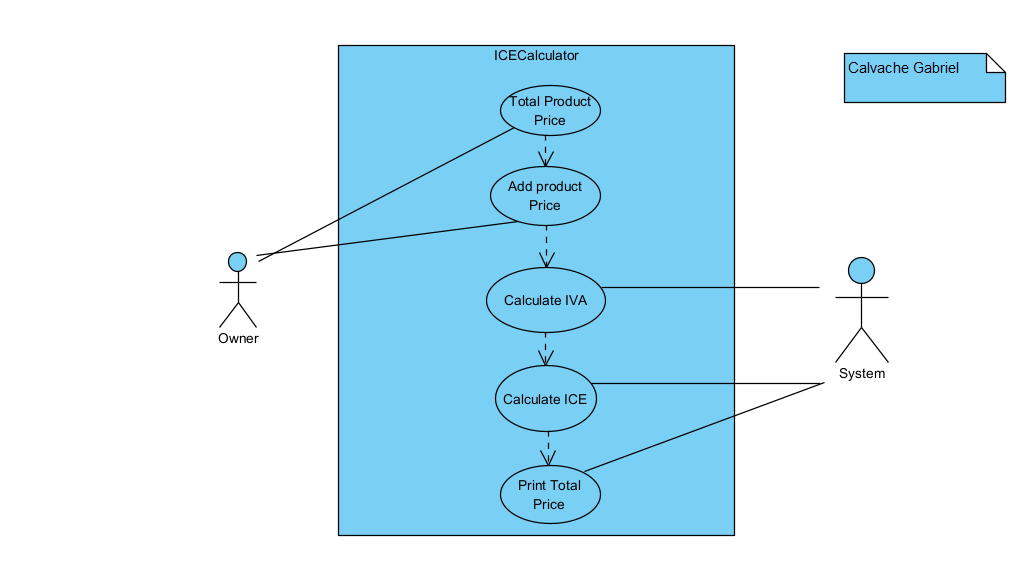 ICECalculator
Calvache Gabriel
Total Product
Price
Add product
Price
Calculate IVA
Owner
System
Calculate ICE
Print Total
Price